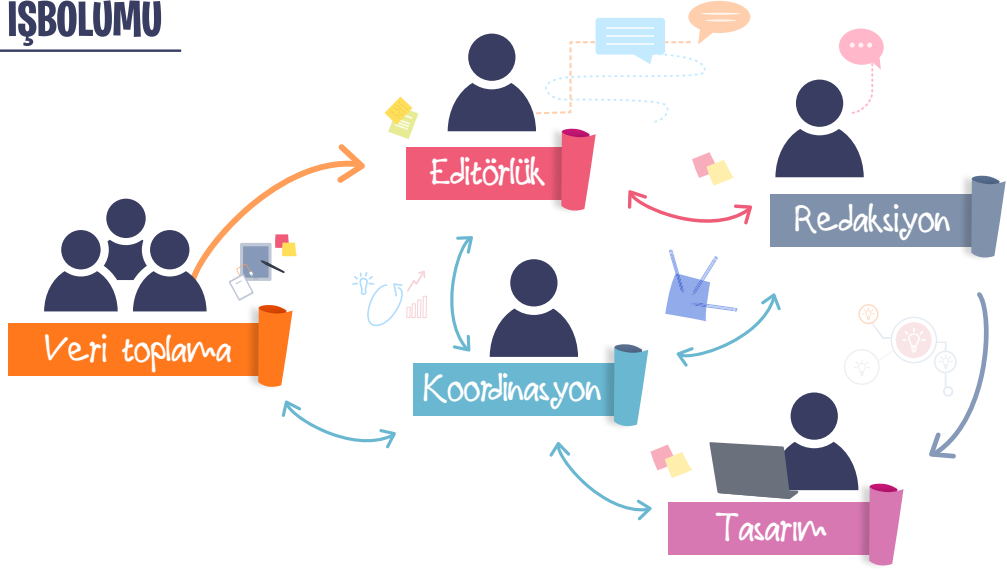 IŞBOLUMU
Editörlük
Redaksiyon
Veri toplama
Koordinasyon
Tasarım